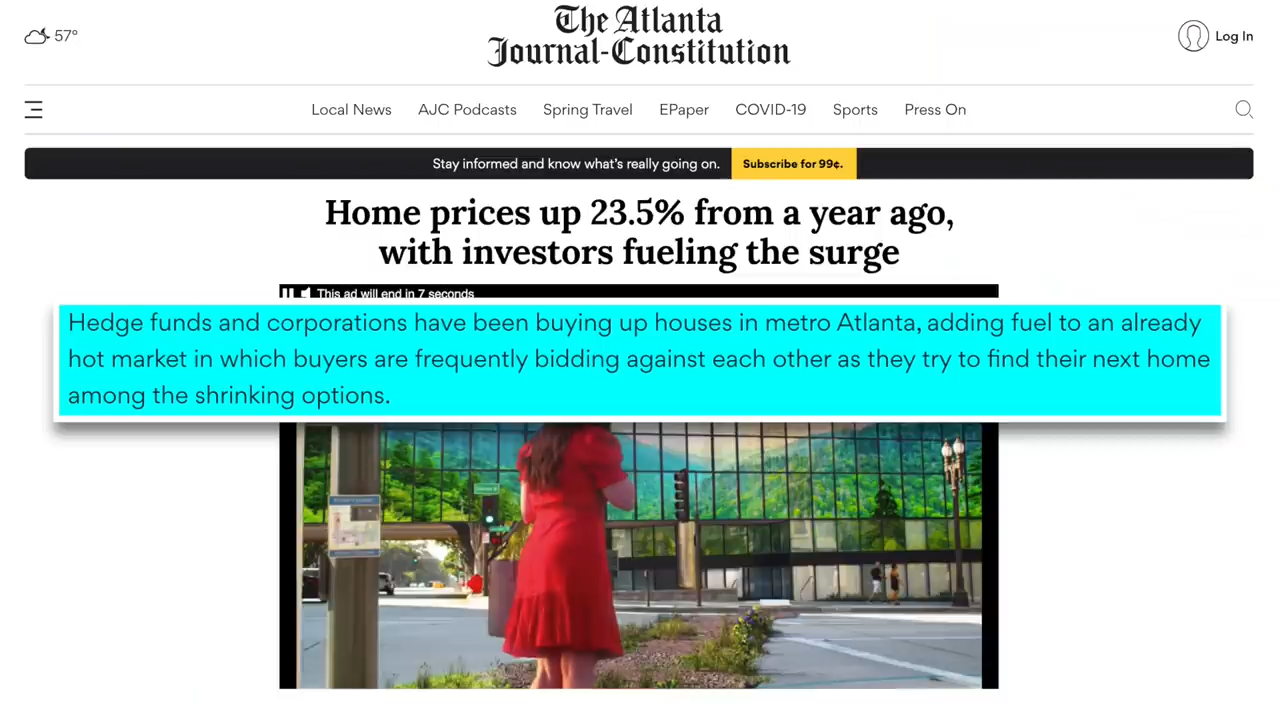 57°
The Atlanta
Journal-Constitution
Log In
Local News AJC Podcasts Spring Travel EPaper COVID-19 Sports Press On
Stay informed and know what's really going on. Subscribe for 99¢.
Home prices up 23.5% from a year ago,
with investors fueling the surge
This ad will end in 7 seconds
Hedge funds and corporations have been buying up houses in metro Atlanta, adding fuel to an already
hot market in which buyers are frequently bidding against each other as they try to find their next home
among the shrinking options.